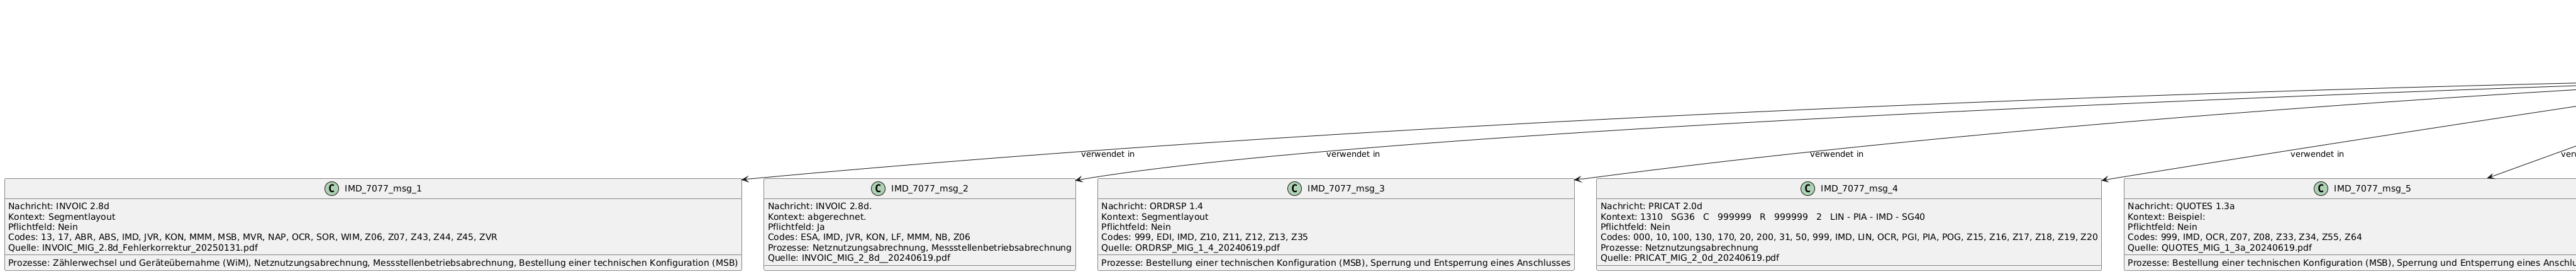 verwendet in
verwendet in
verwendet in
verwendet in
C IMD_7077_msg_1
Nachricht: INVOIC 2.8d
Kontext: Segmentlayout
Pflichtfeld: Nein
Codes: 13, 17, ABR, ABS, IMD, JVR, KON, MMM, MSB, MVR, NAP, OCR, SOR, WIM, Z06, Z07, Z43, Z44, Z45, ZVR
Quelle: INVOIC_MIG_2.8d_Fehlerkorrektur_20250131.pdf
Prozesse: Zählerwechsel und Geräteübernahme (WiM), Netznutzungsabrechnung, Messstellenbetriebsabrechnung, Bestellung einer technischen Konfiguration (MSB)
C IMD_7077_msg_2
Nachricht: INVOIC 2.8d.
Kontext: abgerechnet.
Pflichtfeld: Ja
Codes: ESA, IMD, JVR, KON, LF, MMM, NB, Z06
Prozesse: Netznutzungsabrechnung, Messstellenbetriebsabrechnung
Quelle: INVOIC_MIG_2_8d__20240619.pdf
C IMD_7077_msg_3
Nachricht: ORDRSP 1.4
Kontext: Segmentlayout
Pflichtfeld: Nein
Codes: 999, EDI, IMD, Z10, Z11, Z12, Z13, Z35
Quelle: ORDRSP_MIG_1_4_20240619.pdf
Prozesse: Bestellung einer technischen Konfiguration (MSB), Sperrung und Entsperrung eines Anschlusses
C IMD_7077_msg_4
Nachricht: PRICAT 2.0d
Kontext: 1310 SG36 C 999999 R 999999 2 LIN - PIA - IMD - SG40
Pflichtfeld: Nein
Codes: 000, 10, 100, 130, 170, 20, 200, 31, 50, 999, IMD, LIN, OCR, PGI, PIA, POG, Z15, Z16, Z17, Z18, Z19, Z20
Prozesse: Netznutzungsabrechnung
Quelle: PRICAT_MIG_2_0d_20240619.pdf
C IMD_7077_msg_5
Nachricht: QUOTES 1.3a
Kontext: Beispiel:
Pflichtfeld: Nein
Codes: 999, IMD, OCR, Z07, Z08, Z33, Z34, Z55, Z64
Quelle: QUOTES_MIG_1_3a_20240619.pdf
Prozesse: Bestellung einer technischen Konfiguration (MSB), Sperrung und Entsperrung eines